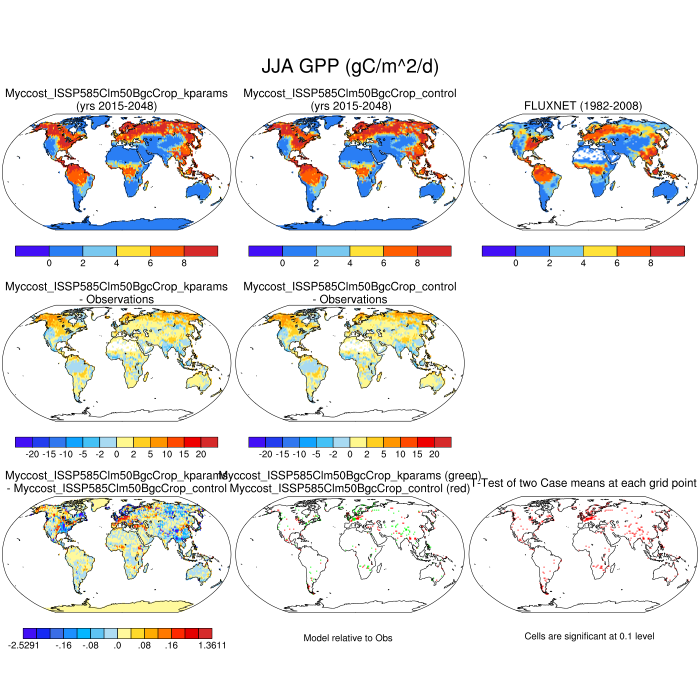 JJA GPP (gC/m^2/d)
Myccost_ISSP585Clm50BgcCrop_kparams
(yrs 2015-2048)
Myccost_ISSP585Clm50BgcCrop_control
(yrs 2015-2048)
FLUXNET (1982-2008)
0 2 4 6 8
0 2 4 6 8
0 2 4 6 8
Myccost_ISSP585Clm50BgcCrop_kparams
- Observations
Myccost_ISSP585Clm50BgcCrop_control
- Observations
-20 -15 -10 -5 -2 0 2 5 10 15 20
-20 -15 -10 -5 -2 0 2 5 10 15 20
Myccost_ISSP585Clm50BgcCrop_kparams
- Myccost_ISSP585Clm50BgcCrop_control
Myccost_ISSP585Clm50BgcCrop_kparams (green)
Myccost_ISSP585Clm50BgcCrop_control (red)
T-Test of two Case means at each grid point
-2.5291 -.16 -.08 .0 .08 .16 1.3611
Model relative to Obs
Cells are significant at 0.1 level